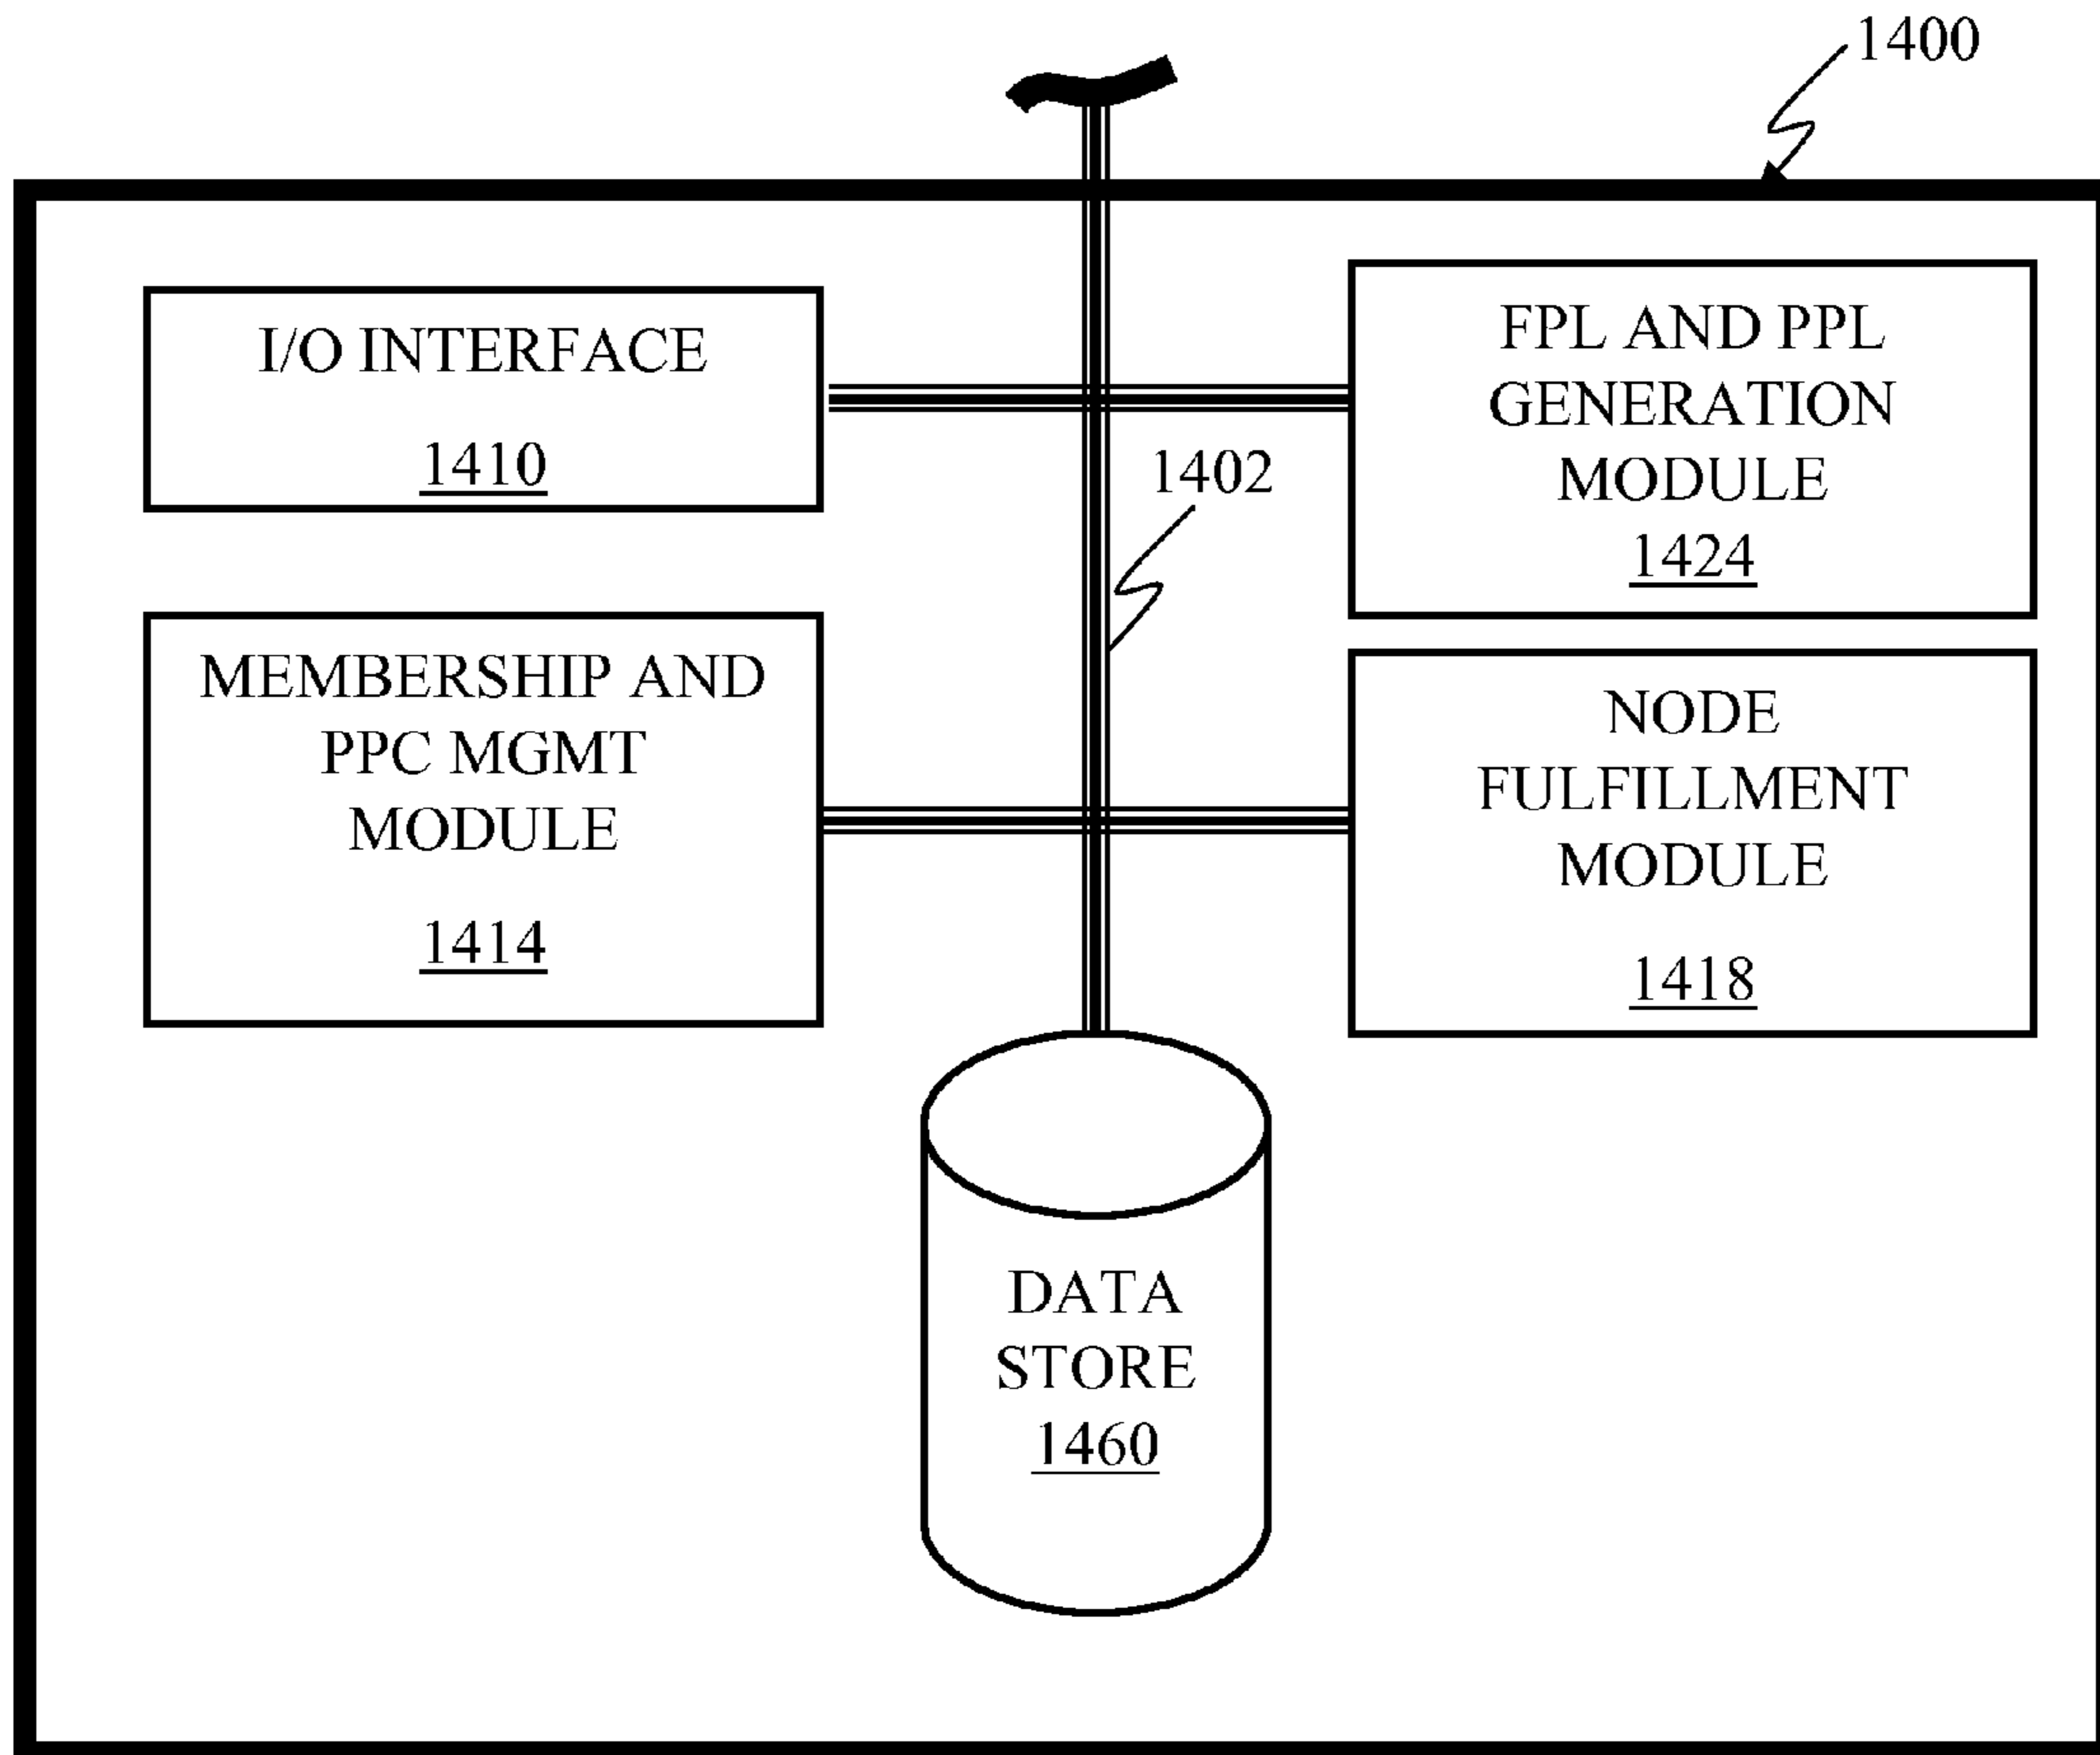 1400
I/O INTERFACE
1410
FPL AND PPL
GENERATION
MODULE
1424
1402
MEMBERSHIP AND
PPC MGMT
MODULE
1414
NODE
FULFILLMENT
MODULE
1418
DATA
STORE
1460